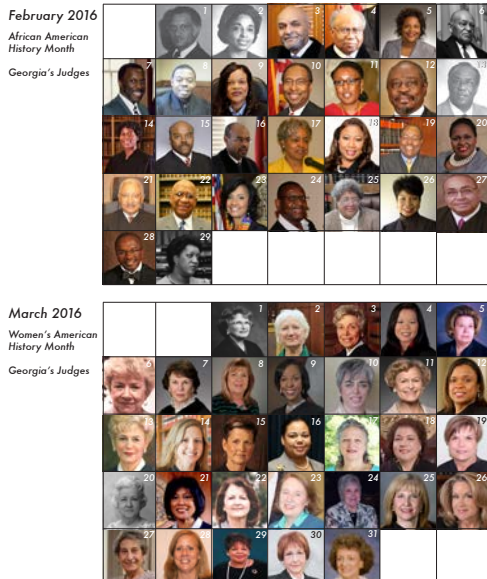 February 2016
African American
History Month
Georgia's Judges
1 2 3 4 5 6
7 8 9 10 11 12 13
14 15 16 17 18 19 20
21 22 23 24 25 26 27
28 29
March 2016
Women's American
History Month
Georgia's Judges
1 2 3 4 5
6 7 8 9 10 11 12
13 14 15 16 17 18 19
20 21 22 23 24 25 26
27 28 29 30 31